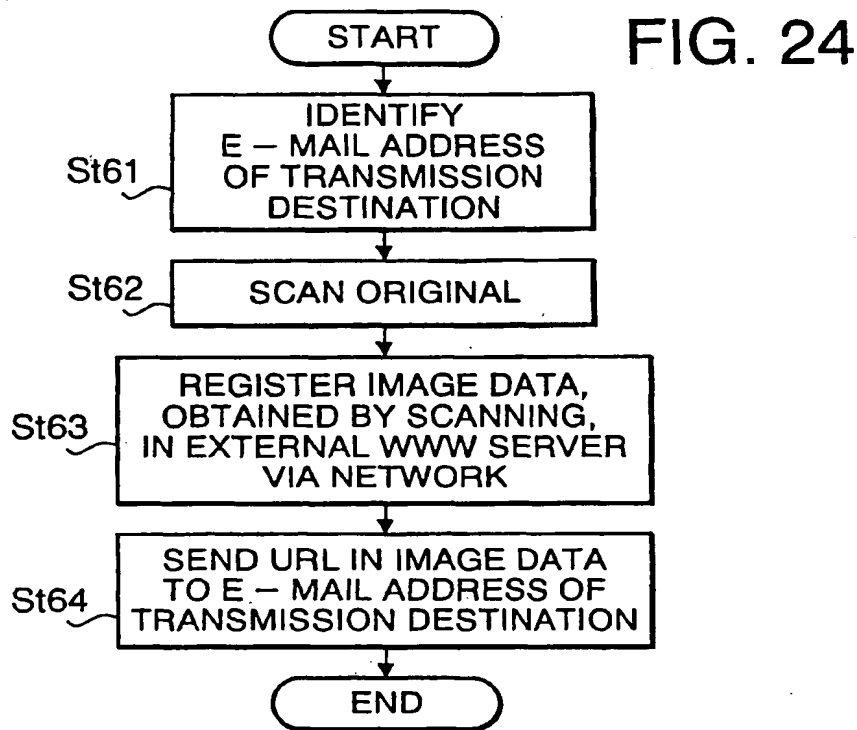 FIG. 24
START
IDENTIFY
E – MAIL ADDRESS
OF TRANSMISSION
DESTINATION
St61
SCAN ORIGINAL
St62
REGISTER IMAGE DATA,
OBTAINED BY SCANNING,
IN EXTERNAL WWW SERVER
VIA NETWORK
St63
SEND URL IN IMAGE DATA
TO E – MAIL ADDRESS OF
TRANSMISSION DESTINATION
St64
END